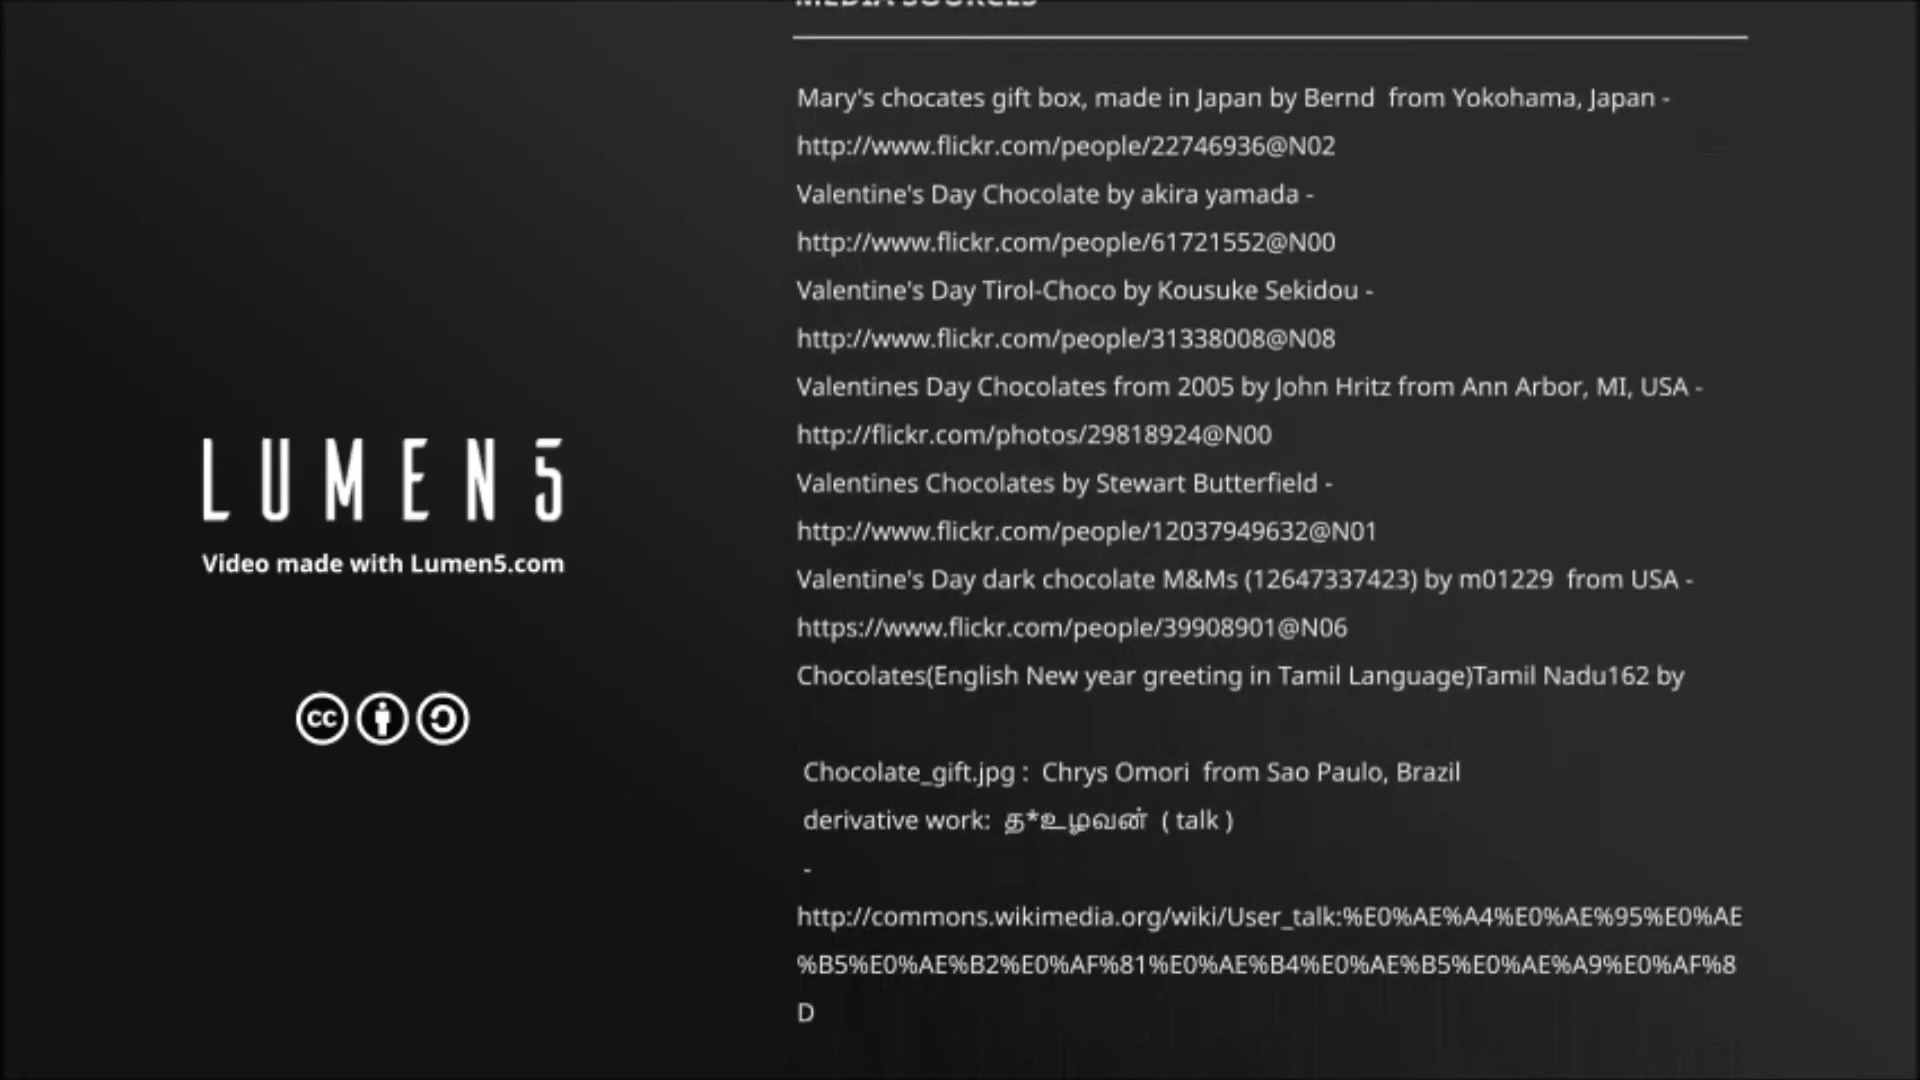 MEDIA SOURCES
Mary's chocates gift box, made in Japan by Bernd  from Yokohama, Japan -
http://www.flickr.com/people/22746936@N02
Valentine's Day Chocolate by akira yamada -
http://www.flickr.com/people/61721552@N00
Valentine's Day Tirol-Choco by Kousuke Sekidou -
http://www.flickr.com/people/31338008@N08
Valentines Day Chocolates from 2005 by John Hritz from Ann Arbor, MI, USA -
http://flickr.com/photos/29818924@N00
Valentines Chocolates by Stewart Butterfield -
http://www.flickr.com/people/12037949632@N01
Valentine's Day dark chocolate M&Ms (12647337423) by m01229  from USA -
https://www.flickr.com/people/39908901@N06
Chocolates(English New year greeting in Tamil Language)Tamil Nadu162 by
Chocolate_gift.jpg :  Chrys Omori  from Sao Paulo, Brazil
derivative work:  த*உழவன்  ( talk )
-
http://commons.wikimedia.org/wiki/User_talk:%E0%AE%A4%E0%AE%95%E0%AE
%B5%E0%AE%B2%E0%AF%81%E0%AE%B4%E0%AE%B5%E0%AE%A9%E0%AF%8
D
LUMEN5
Video made with Lumen5.com
cc